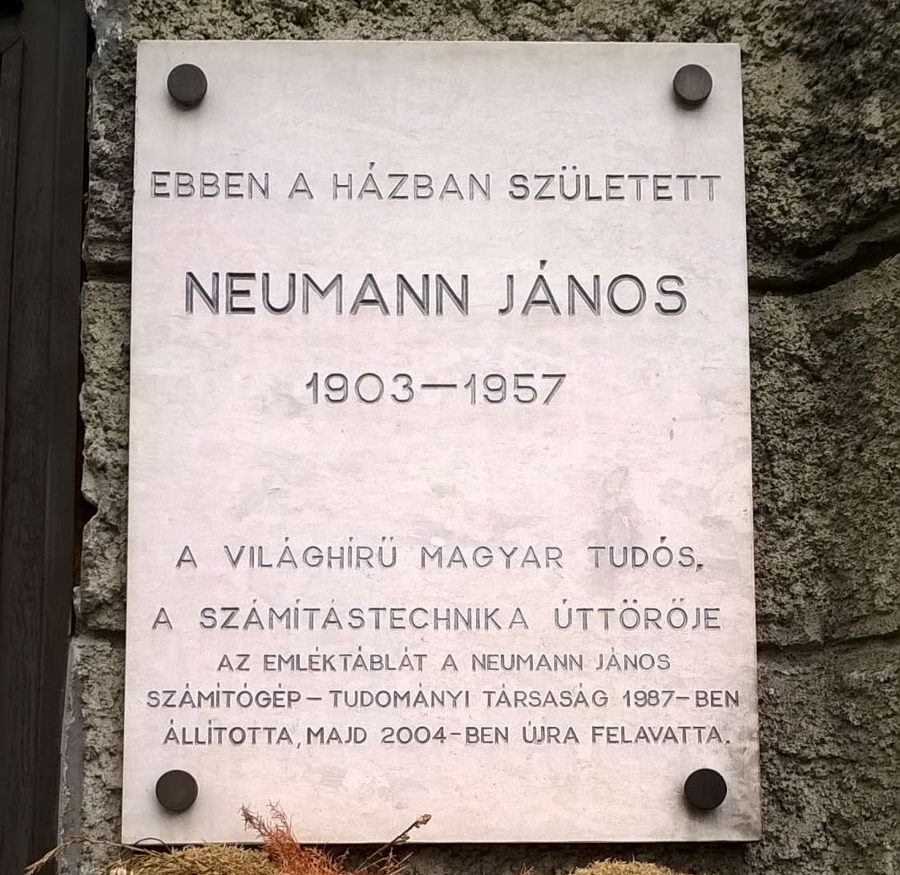 EBBEN A HÁZBAN SZÜLETETT
NEUMANN JÁNOS
1903–1957
A VILÁGHÍRŰ MAGYAR TUDÓS,
A SZÁMÍTÁSTECHNIKA ÚTTÖRŐJE
AZ EMLÉKTÁBLÁT A NEUMANN JÁNOS
SZÁMÍTÓGÉP–TUDOMÁNYI TÁRSASÁG 1987–BEN
ÁLLÍTOTTA, MAJD 2004-BEN ÚJRA FELAVATTA.